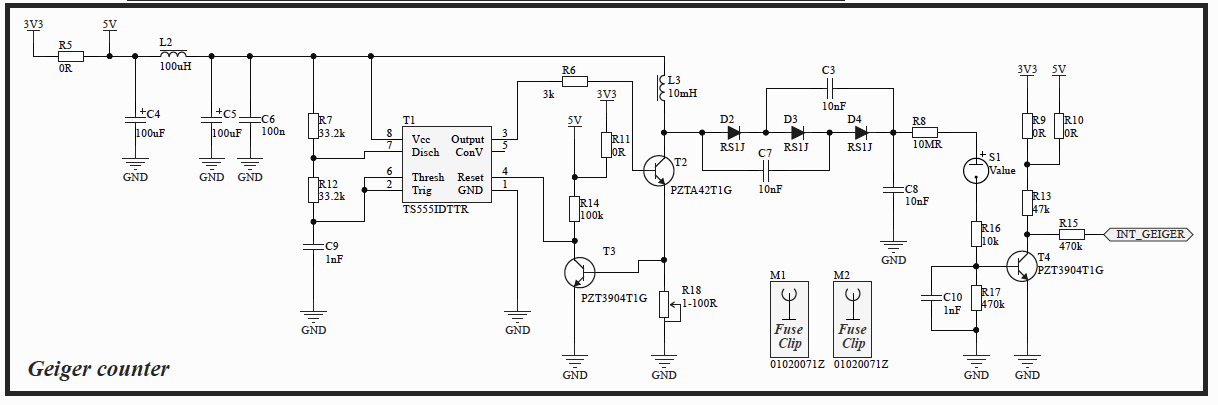 3V3
5V
R5
0R
L2
100uH
C4
100uF
C5
100uF
C6
100n
GND
GND
GND
R7
33.2k
R12
33.2k
C9
1nF
GND
T1
8
Vcc
Output
3
7
Disch
ConV
5
6
Thresh
Reset
4
2
Trig
GND
1
TS555IDTTR
GND
R6
3k
3V3
5V
R11
0R
R14
100k
T3
PZT3904T1G
GND
L3
10mH
T2
PZTA42T1G
R18
1-100R
GND
D2
RS1J
D3
RS1J
D4
RS1J
C3
10nF
C7
10nF
C8
10nF
GND
R8
10MR
S1
Value
R16
10k
R17
470k
C10
1nF
GND
3V3
5V
R9
0R
R10
0R
R13
47k
R15
470k
INT_GEIGER
T4
PZT3904T1G
GND
M1
Fuse
Clip
01020071Z
M2
Fuse
Clip
01020071Z
Geiger counter